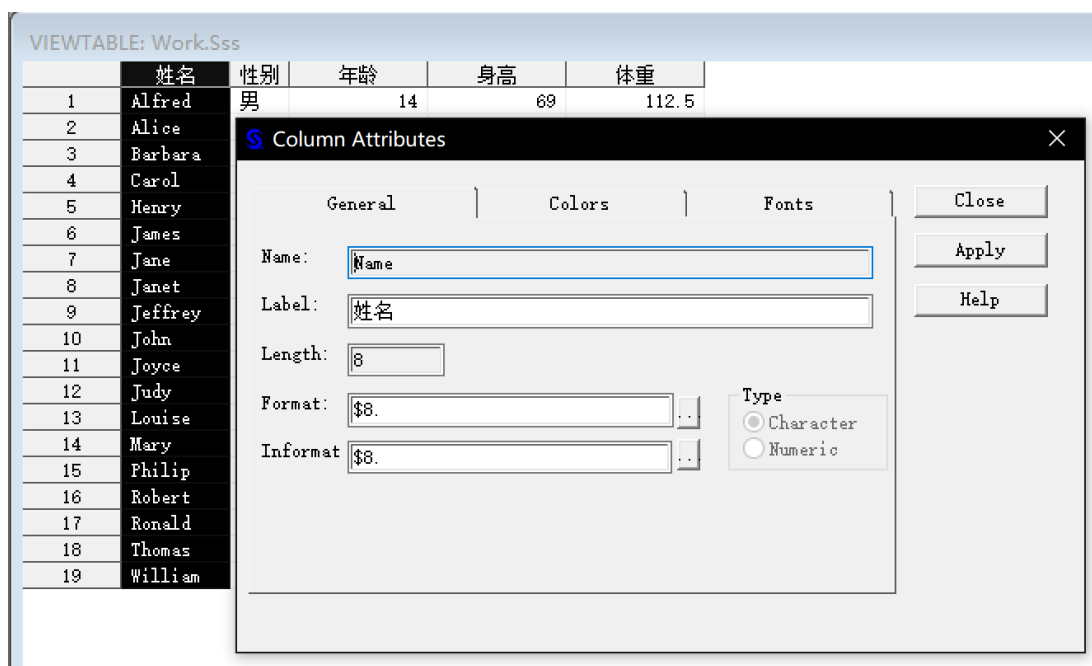 VIEWTABLE: Work.Sss
姓名 性别 年龄 身高 体重
1 Alfred 男 14 69 112.5
2 Alice
3 Barbara
4 Carol
5 Henry
6 James
7 Jane
8 Janet
9 Jeffrey
10 John
11 Joyce
12 Judy
13 Louise
14 Mary
15 Philip
16 Robert
17 Ronald
18 Thomas
19 William
Column Attributes
General Colors Fonts
Close
Apply
Help
Name: Name
Label: 姓名
Length: 8
Format: $8. ...
Informat $8. ...
Type
Character
Numeric